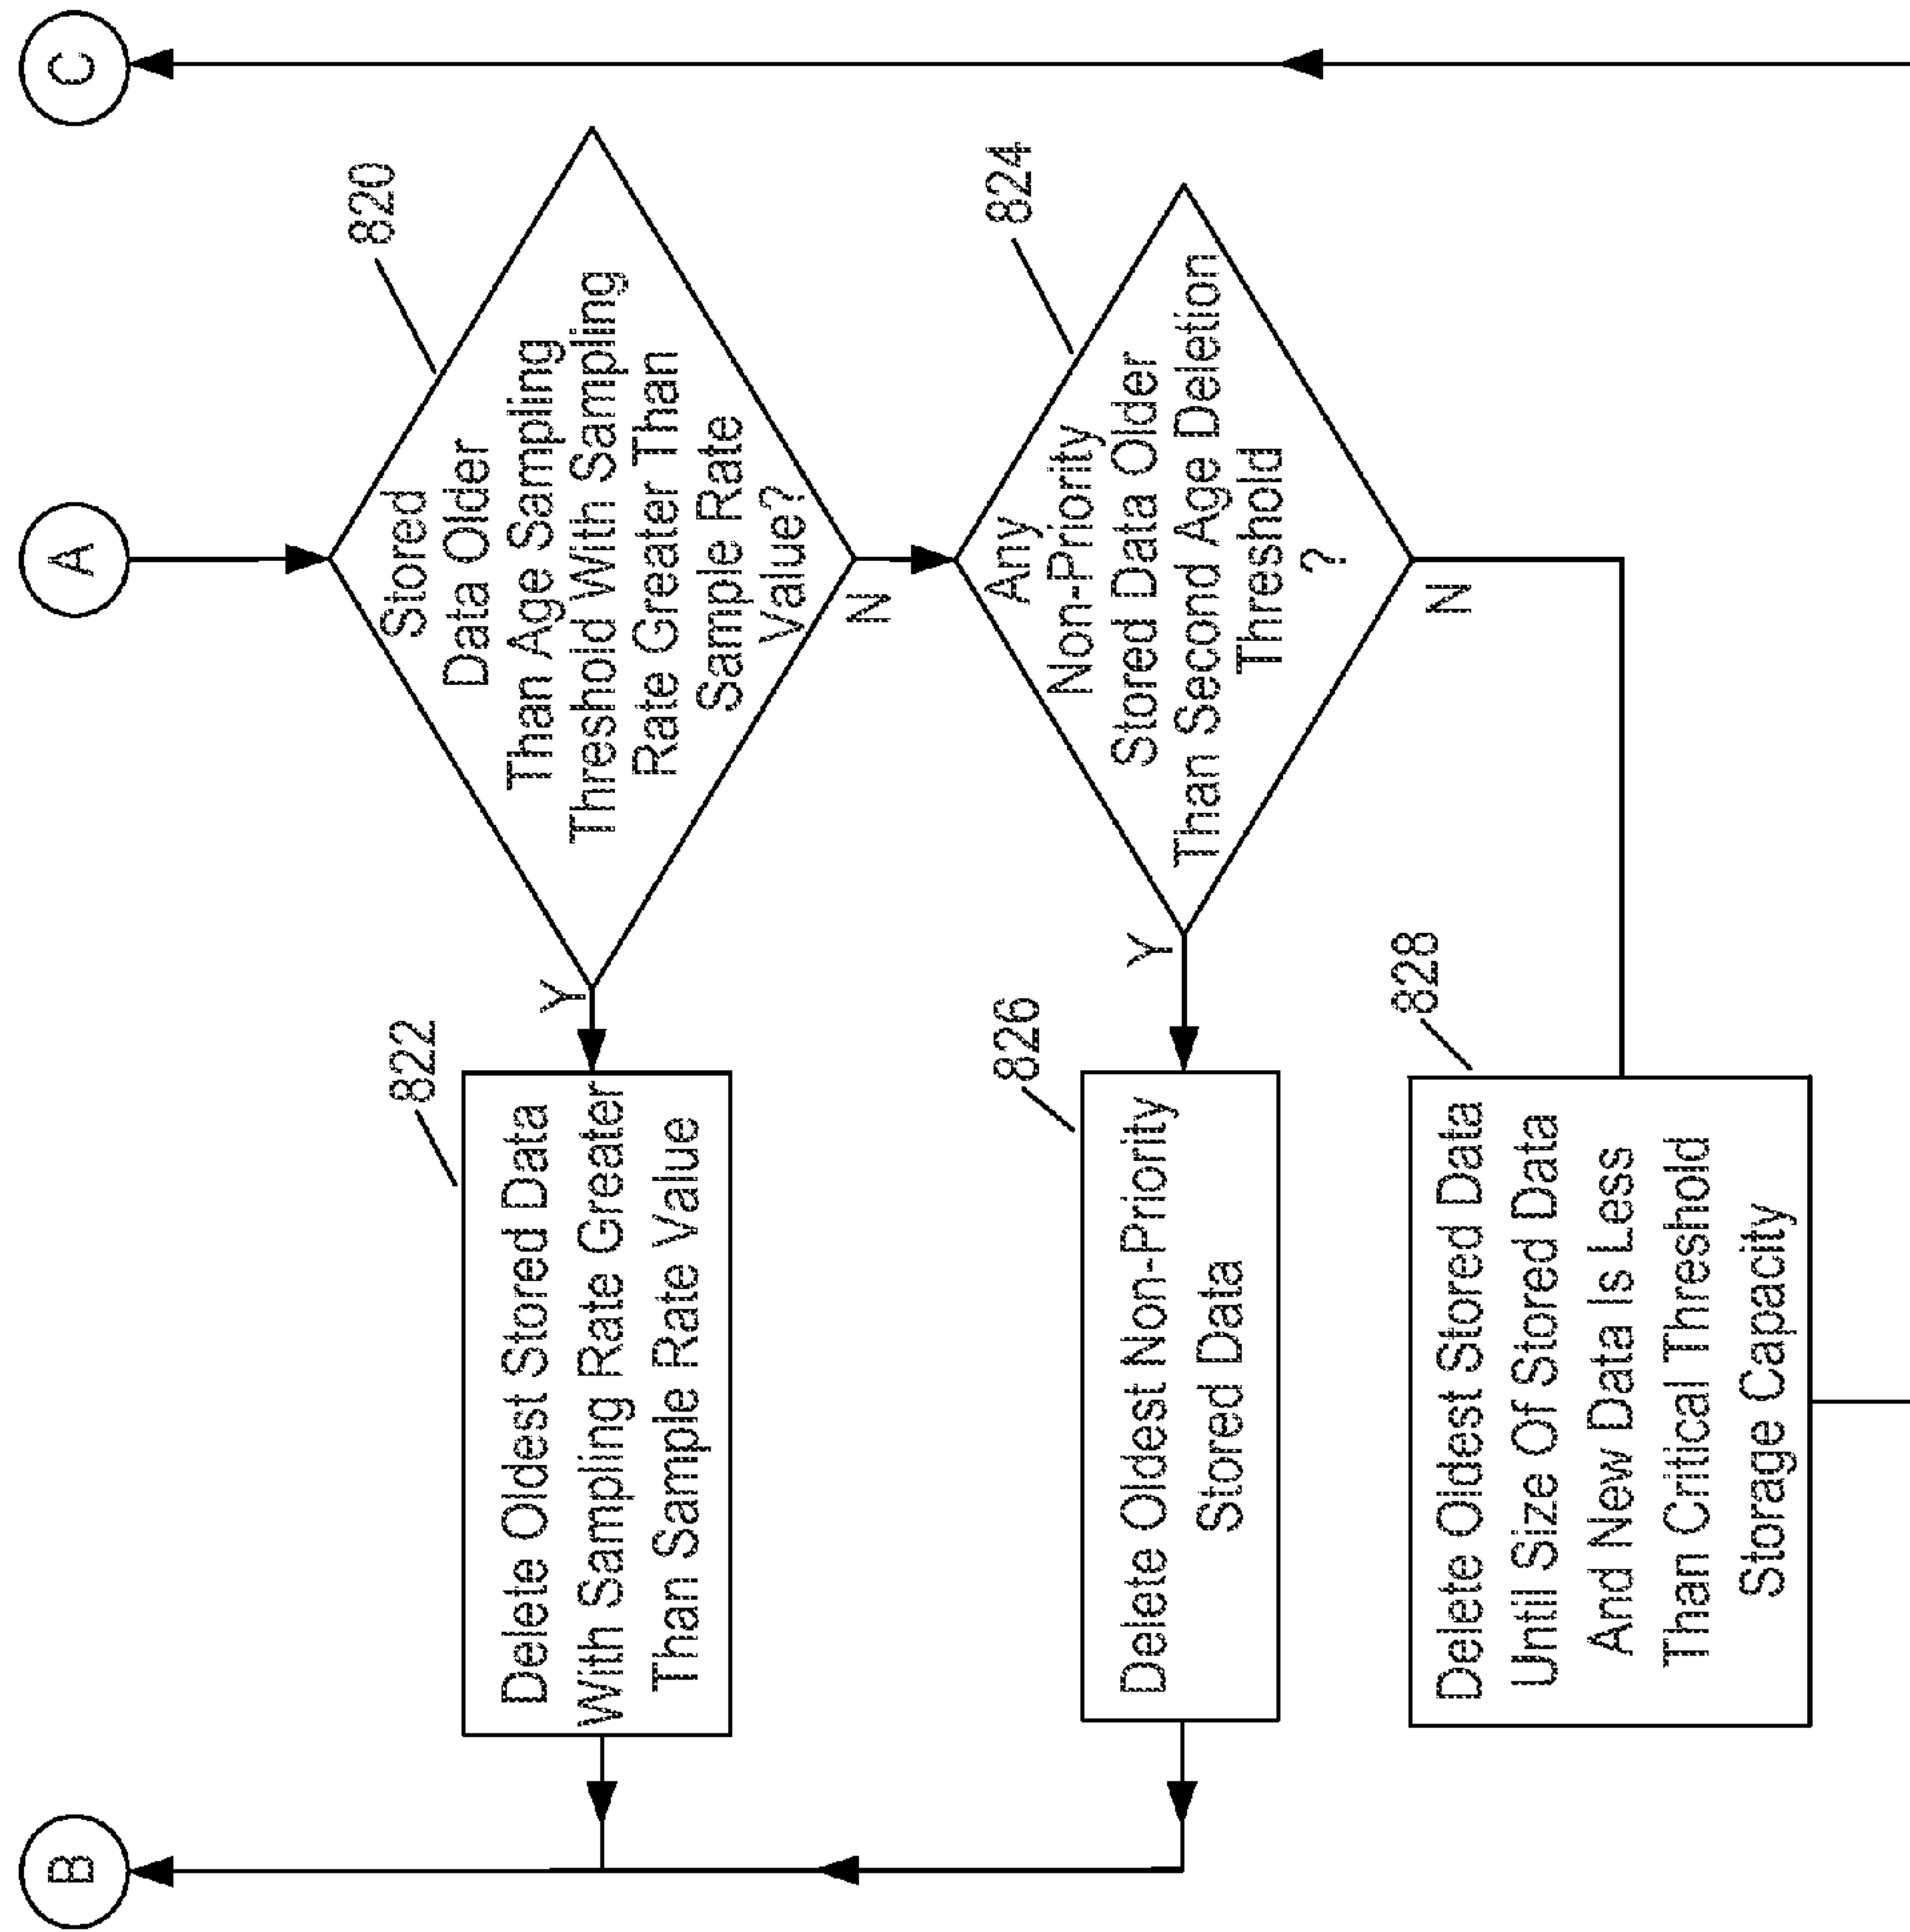 A
B
C
820
Stored
Data Older
Than Age Sampling
Threshold With Sampling
Rate Greater Than
Sample Rate
Value?
Y
N
822
Delete Oldest Stored Data
With Sampling Rate Greater
Than Sample Rate Value
824
Any
Non-Priority
Stored Data Older
Than Second Age Deletion
Threshold
?
Y
N
826
Delete Oldest Non-Priority
Stored Data
828
Delete Oldest Stored Data
Until Size Of Stored Data
And New Data Is Less
Than Critical Threshold
Storage Capacity